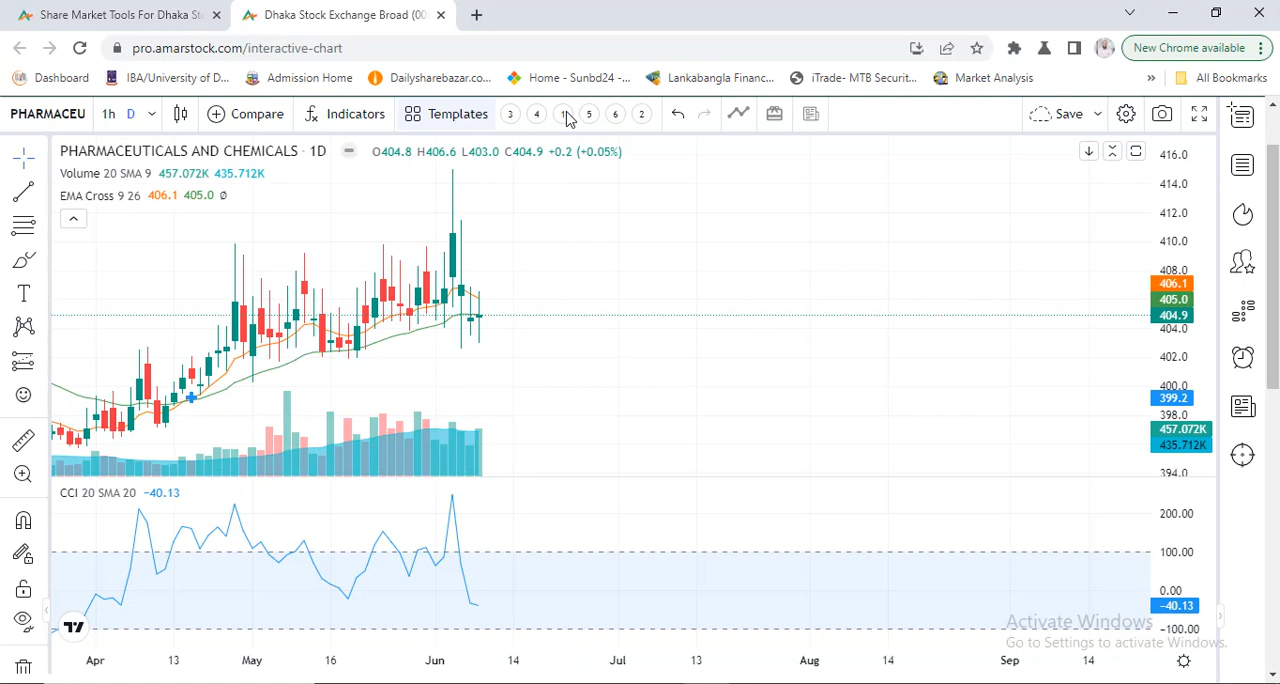 Share Market Tools For Dhaka St
Dhaka Stock Exchange Broad (00
pro.amarstock.com/interactive-chart
New Chrome available
Dashboard
IBA/University of D...
Admission Home
Dailysharebazar.co...
Home - Sunbd24 -...
Lankabangla Financ...
iTrade- MTB Securit...
Market Analysis
»
All Bookmarks
PHARMACEU
1h
D
Compare
Indicators
Templates
3
4
1
5
6
2
Save
PHARMACEUTICALS AND CHEMICALS · 1D
O404.8 H406.6 L403.0 C404.9 +0.2 (+0.05%)
Volume 20 SMA 9 457.072K 435.712K
EMA Cross 9 26 406.1 405.0 Ø
416.0
414.0
412.0
410.0
408.0
406.1
405.0
404.9
404.0
402.0
400.0
399.2
398.0
457.072K
435.712K
394.0
CCI 20 SMA 20 −40.13
200.00
100.00
0.00
−40.13
−100.00
Activate Windows
Go to Settings to activate Windows.
Apr
13
May
16
Jun
14
Jul
13
Aug
14
Sep
14